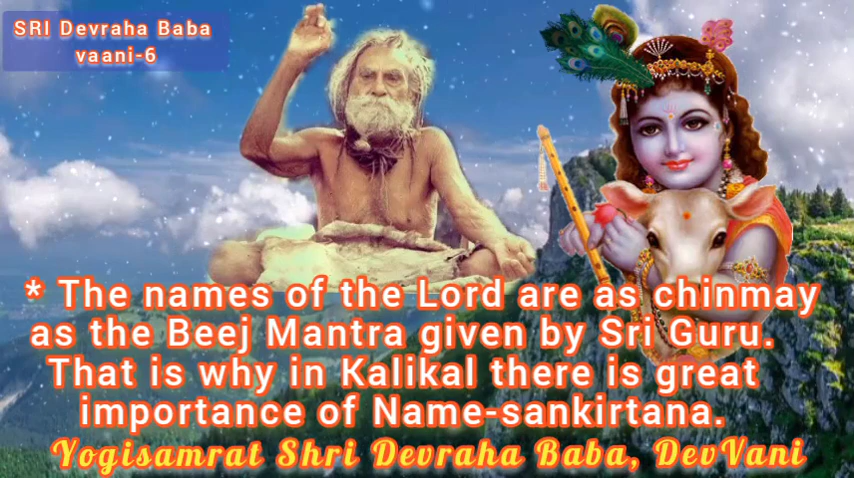 SRI Devraha Baba
vaani-6
* The names of the Lord are as chinmay
as the Beej Mantra given by Sri Guru.
That is why in Kalikal there is great
importance of Name-sankirtana.
Yogisamrat Shri Devraha Baba, DevVani